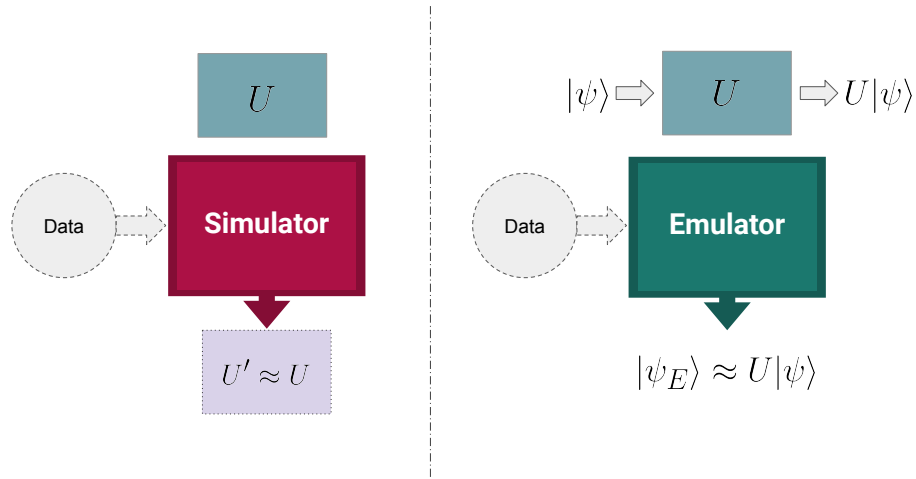 U
Data
Simulator
U′ ≈ U
|ψ⟩
U
U|ψ⟩
Data
Emulator
|ψ_E⟩ ≈ U|ψ⟩